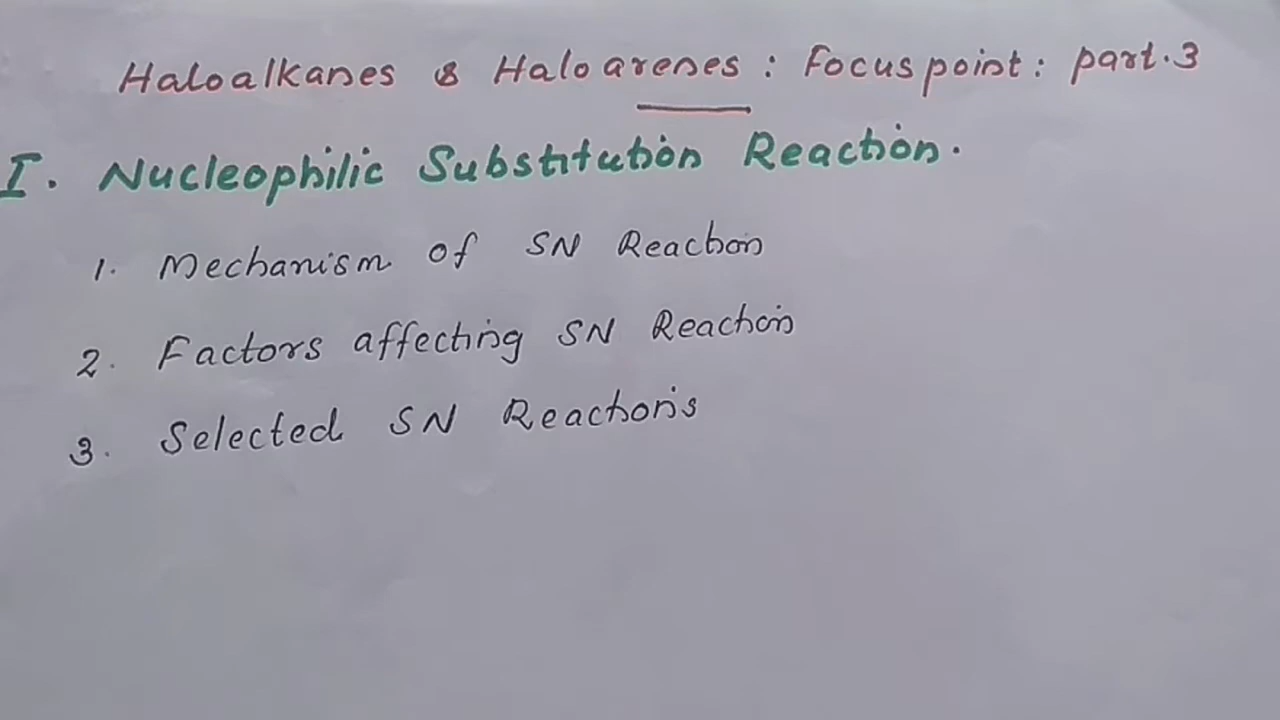 Haloalkanes & Haloarenes : Focus point : part.3
I. Nucleophilic Substitution Reaction.
1. Mechanism of SN Reaction
2. Factors affecting SN Reaction
3. Selected SN Reactions